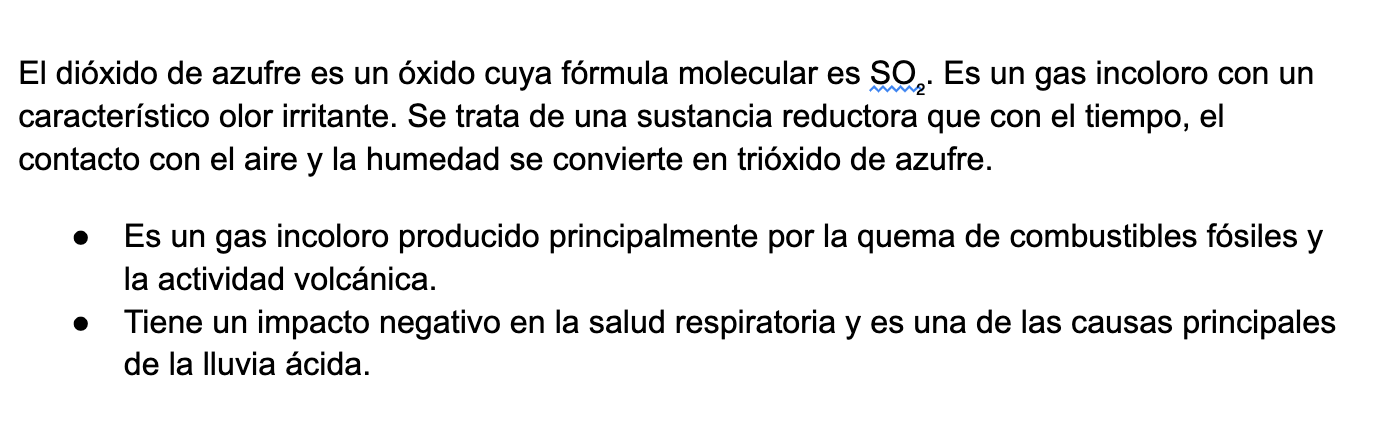 El dióxido de azufre es un óxido cuya fórmula molecular es SO₂. Es un gas incoloro con un
característico olor irritante. Se trata de una sustancia reductora que con el tiempo, el
contacto con el aire y la humedad se convierte en trióxido de azufre.
● Es un gas incoloro producido principalmente por la quema de combustibles fósiles y
la actividad volcánica.
● Tiene un impacto negativo en la salud respiratoria y es una de las causas principales
de la lluvia ácida.